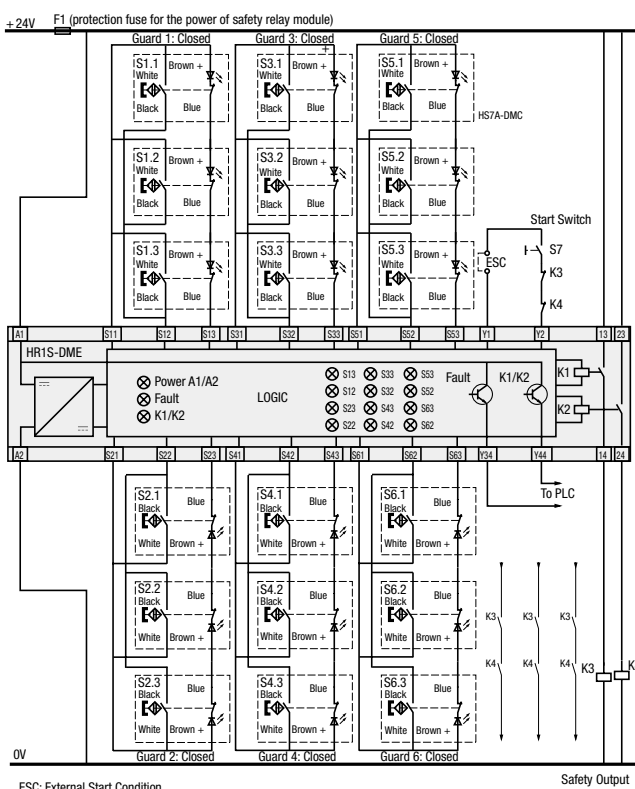 +24V F1 (protection fuse for the power of safety relay module)
Guard 1: Closed Guard 3: Closed Guard 5: Closed
+
S1.1 Brown + S3.1 Brown + S5.1 Brown +
White White White
Black Blue Black Blue Black Blue HS7A-DMC
S1.2 Brown + S3.2 Brown + S5.2 Brown +
White White White
Black Blue Black Blue Black Blue
Start Switch
S1.3 Brown + S3.3 Brown + S5.3 Brown + ESC S7
White White White K3
Black Blue Black Blue Black Blue K4
A1 S11 S12 S13 S31 S32 S33 S51 S52 S53 Y1 Y2 13 23
HR1S-DME
Power A1/A2 LOGIC S13 S33 S53 Fault K1/K2 K1
Fault S12 S32 S52
K1/K2 S23 S43 S63 K2
S22 S42 S62
A2 S21 S22 S23 S41 S42 S43 S61 S62 S63 Y34 Y44 14 24
To PLC
S2.1 Blue S4.1 Blue S6.1 Blue
Black Black Black
White Brown + White Brown + White Brown +
S2.2 Blue S4.2 Blue S6.2 Blue
Black Black Black
White Brown + White Brown + White Brown +
K3 K3 K3
S2.3 Blue S4.3 Blue S6.3 Blue
Black Black Black
White Brown + White Brown + White Brown +
K4 K4 K4 K3 K
0V Guard 2: Closed Guard 4: Closed Guard 6: Closed
ESC: External Start Condition Safety Output